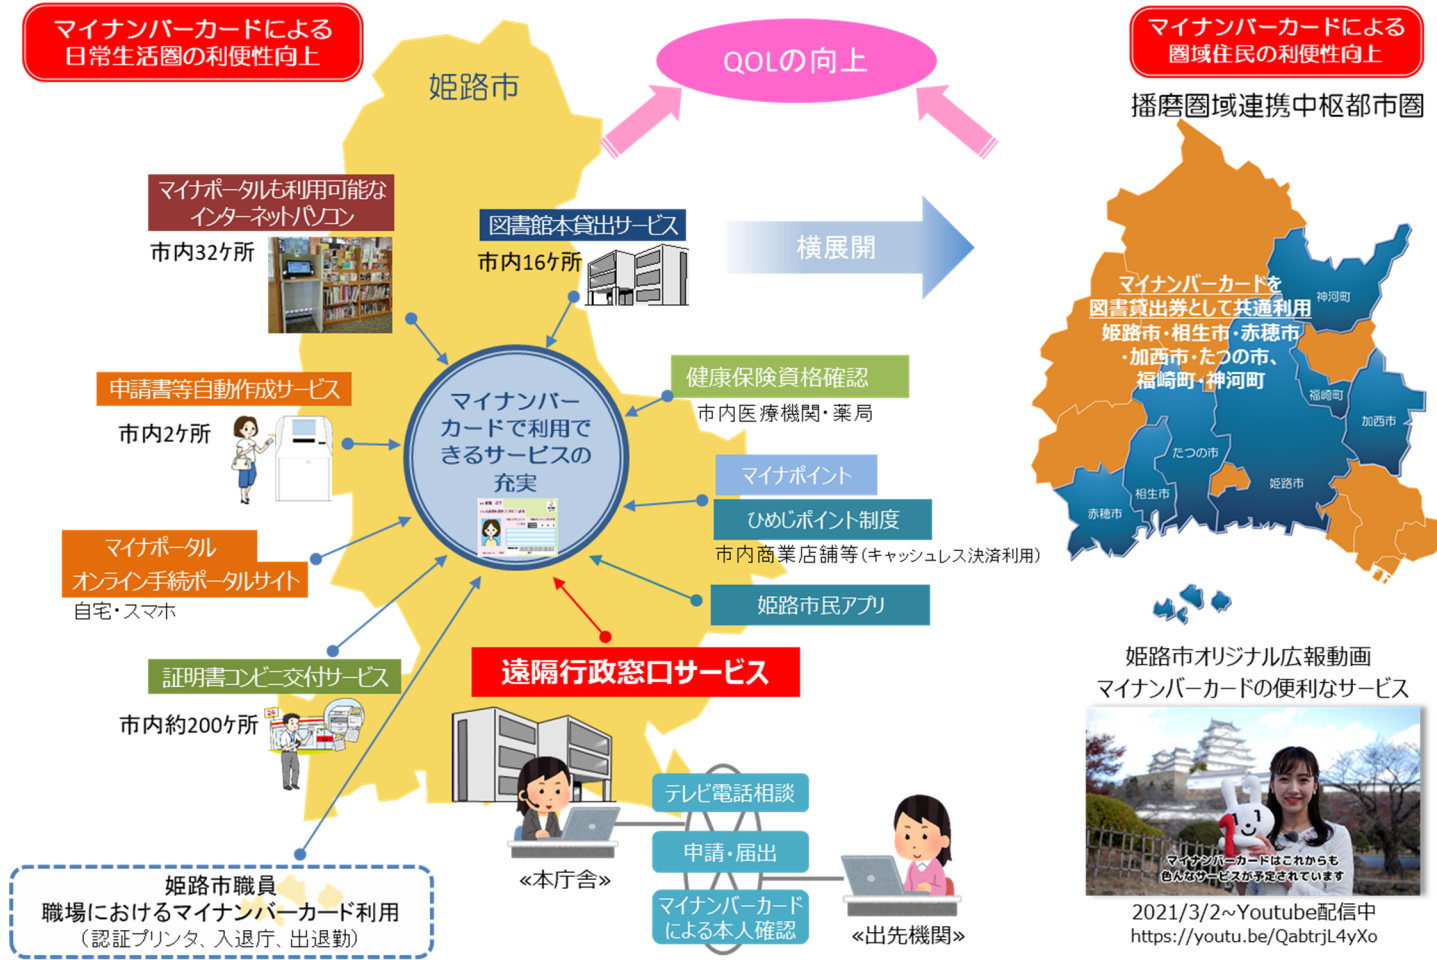 マイナンバーカードによる
日常生活圏の利便性向上
姫路市
QOLの向上
マイナンバーカードによる
圏域住民の利便性向上
播磨圏域連携中枢都市圏
マイナポータルも利用可能な
インターネットパソコン
市内32ケ所
図書館本貸出サービス
市内16ケ所
横展開
マイナンバーカードを
図書貸出券として共通利用
姫路市・相生市・赤穂市
・加西市・たつの市、
福崎町・神河町
神河町
福崎町
加西市
たつの市
姫路市
相生市
赤穂市
申請書等自動作成サービス
市内2ケ所
マイナンバー
カードで利用で
きるサービスの
充実
健康保険資格確認
市内医療機関・薬局
マイナポイント
ひめじポイント制度
市内商業店舗等(キャッシュレス決済利用)
マイナポータル
オンライン手続ポータルサイト
自宅・スマホ
姫路市民アプリ
証明書コンビニ交付サービス
市内約200ケ所
24
遠隔行政窓口サービス
テレビ電話相談
申請・届出
マイナンバーカード
による本人確認
≪本庁舎≫
≪出先機関≫
姫路市職員
職場におけるマイナンバーカード利用
(認証プリンタ、入退庁、出退勤)
姫路市オリジナル広報動画
マイナンバーカードの便利なサービス
マイナンバーカードはこれからも
色んなサービスが予定されています
2021/3/2~Youtube配信中
https://youtu.be/QabtrjL4yXo